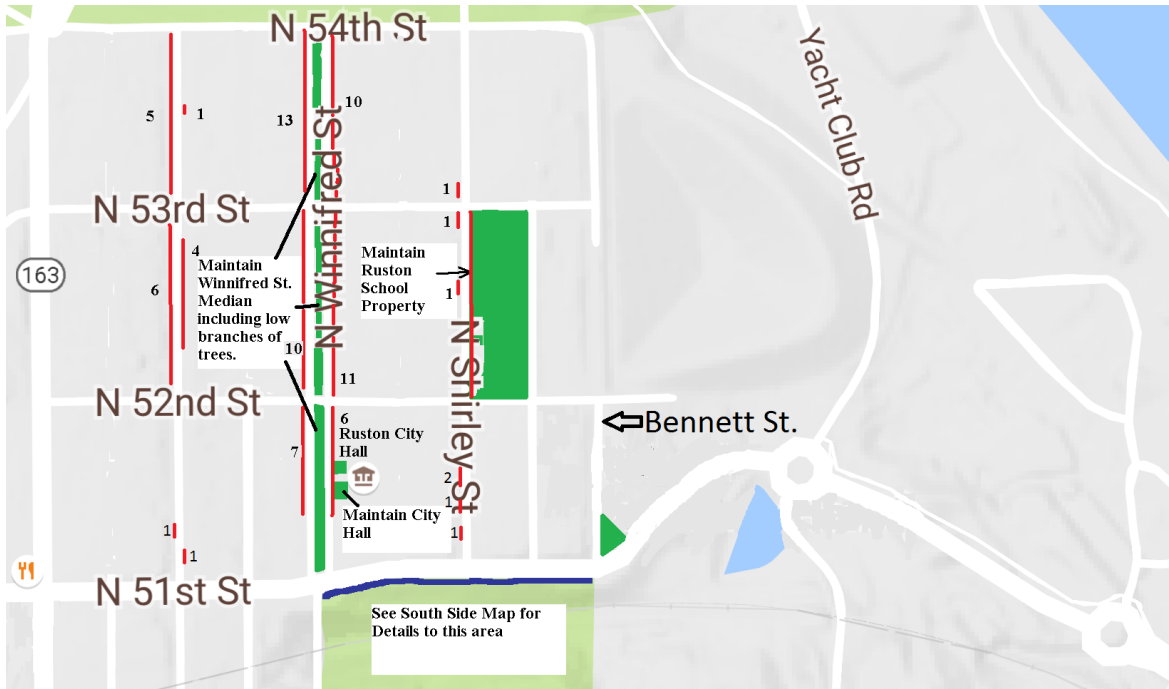 N 54th St
Yacht Club Rd
5
1
13
10
N Winnifred St
N 53rd St
1
1
4
Maintain
Winnifred St.
Median
including low
branches of
trees.
Maintain
Ruston
School
Property
163
6
1
10
11
N Shirley St
N 52nd St
6
Ruston City
Hall
7
Bennett St.
2
1
Maintain City
Hall
1
1
1
N 51st St
See South Side Map for
Details to this area